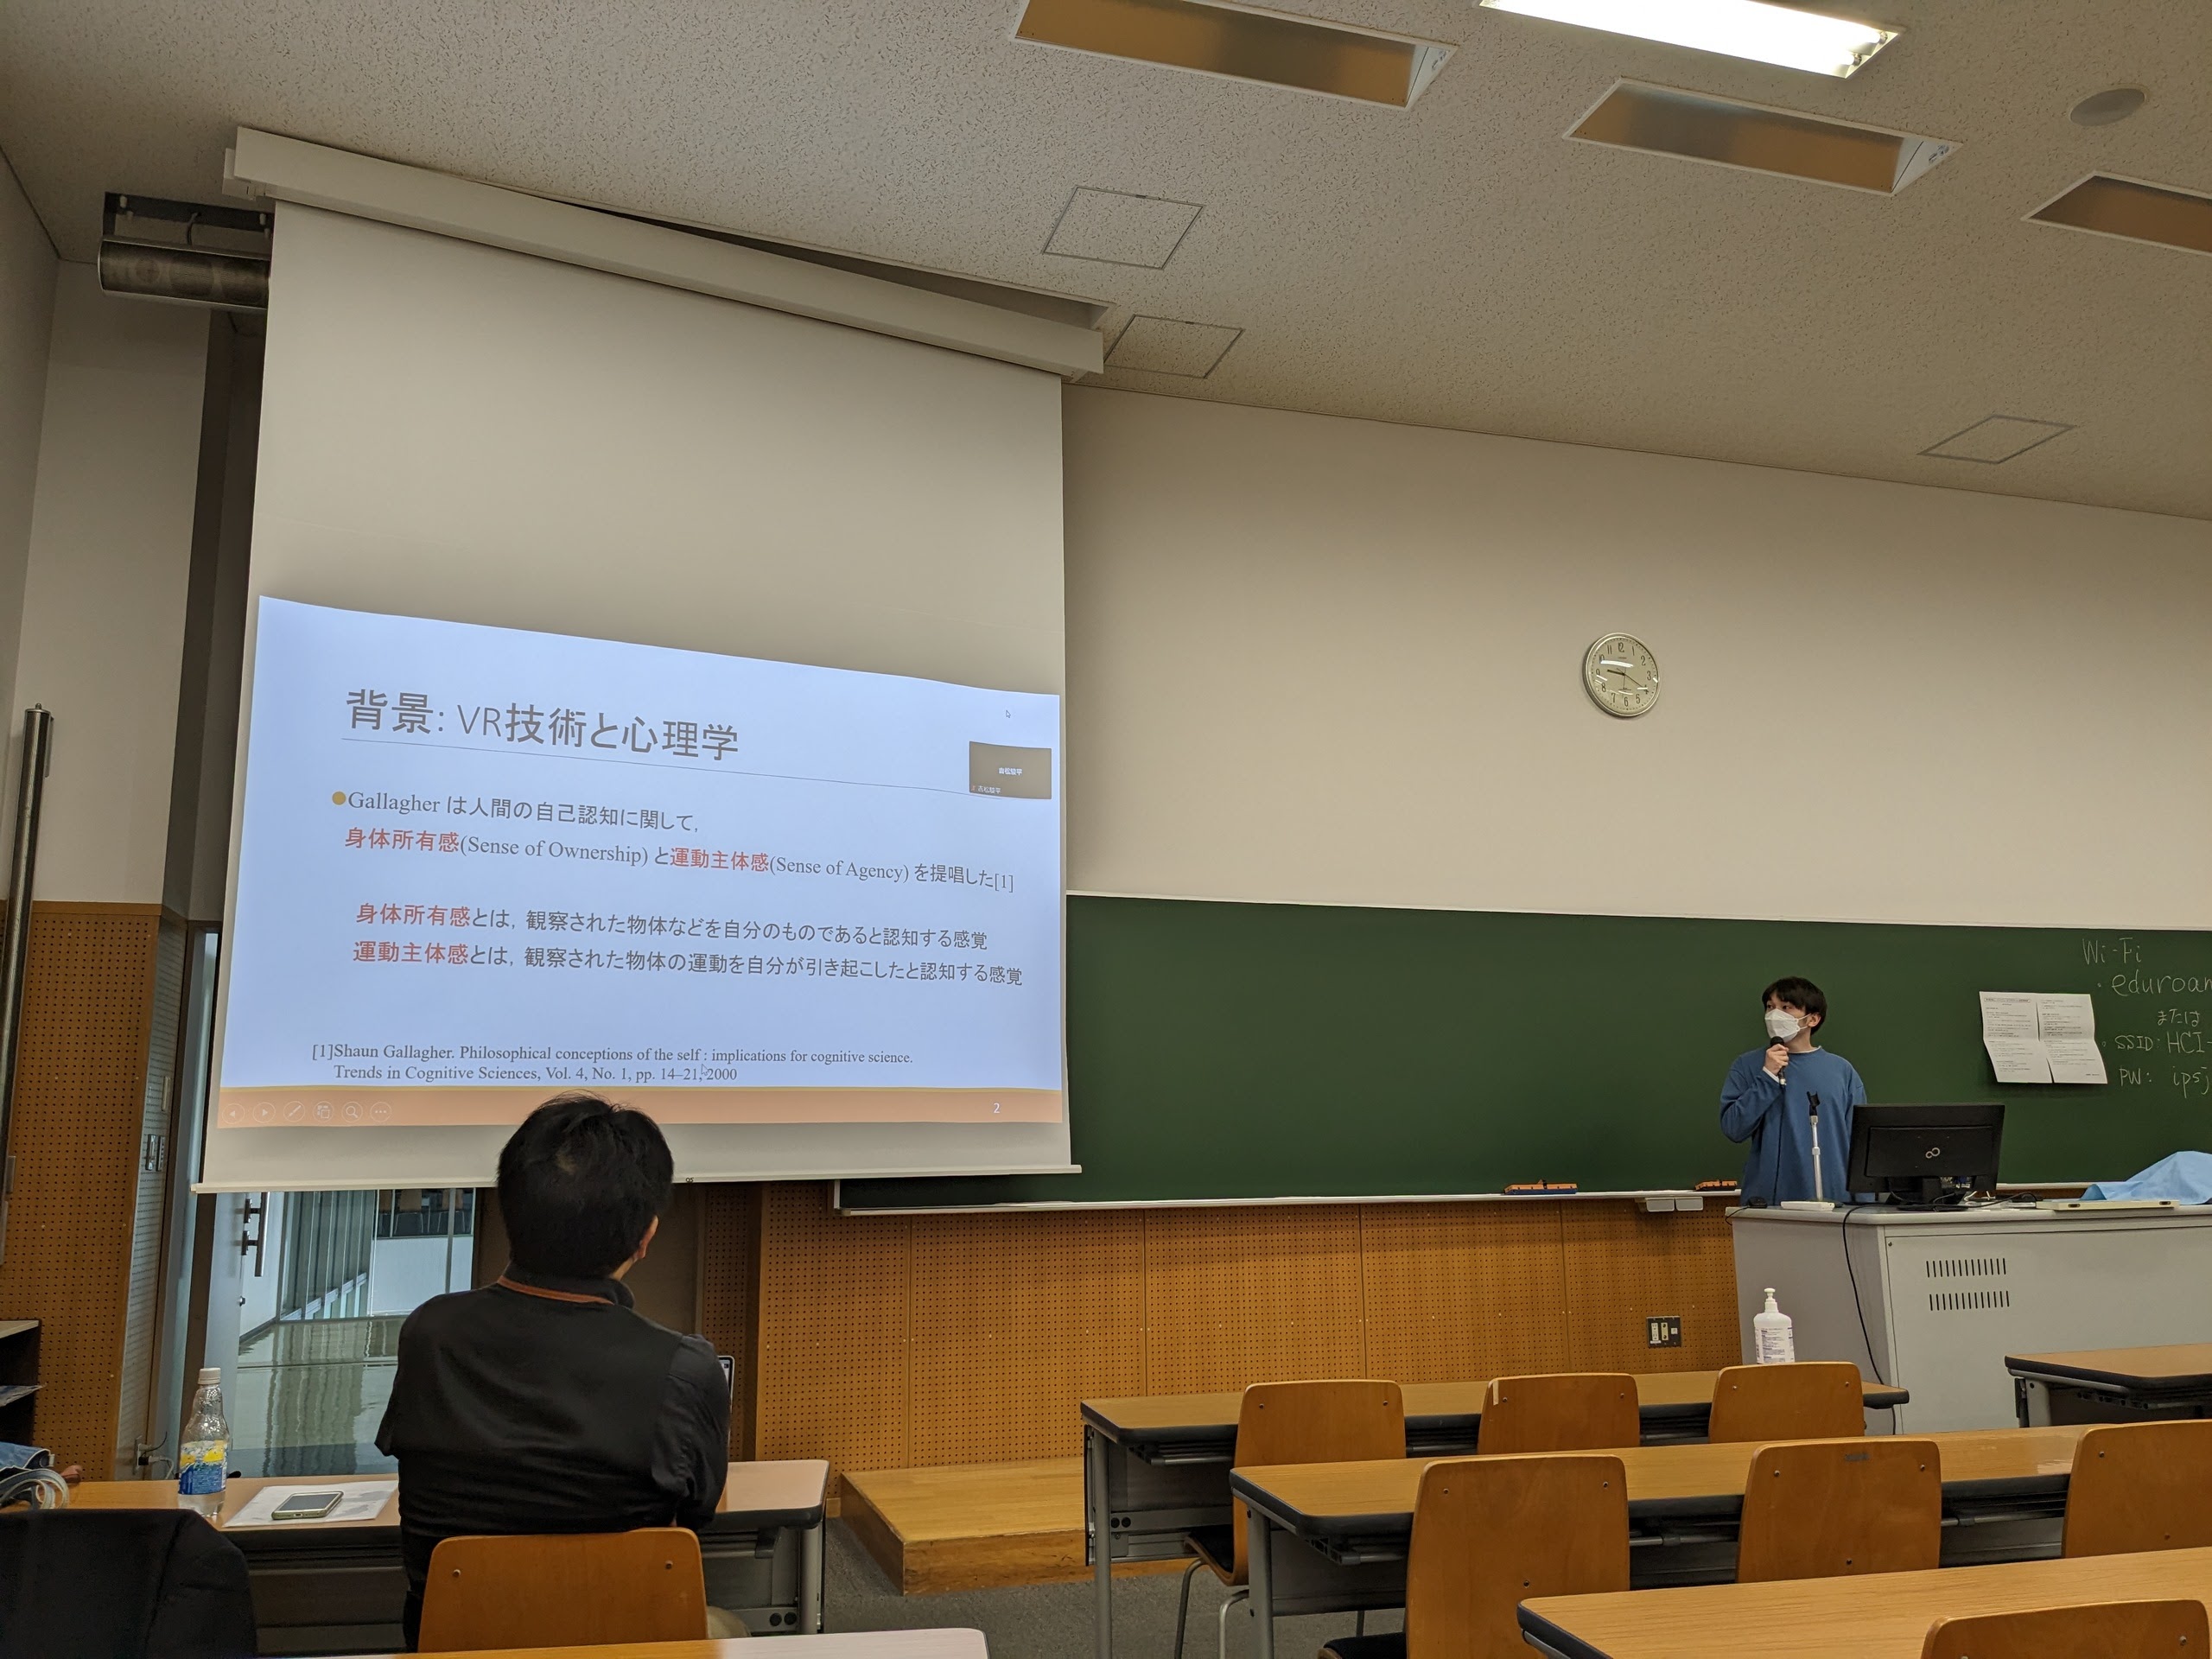 背景: VR技術と心理学
●Gallagher は人間の自己認知に関して,
身体所有感(Sense of Ownership) と運動主体感(Sense of Agency) を提唱した[1]
身体所有感とは, 観察された物体などを自分のものであると認知する感覚
運動主体感とは, 観察された物体の運動を自分が引き起こしたと認知する感覚
[1]Shaun Gallagher. Philosophical conceptions of the self : implications for cognitive science.
Trends in Cognitive Sciences, Vol. 4, No. 1, pp. 14–21, 2000
2
Wi-Fi
・eduroam
または
・SSID: HCI-
PW: ipsj